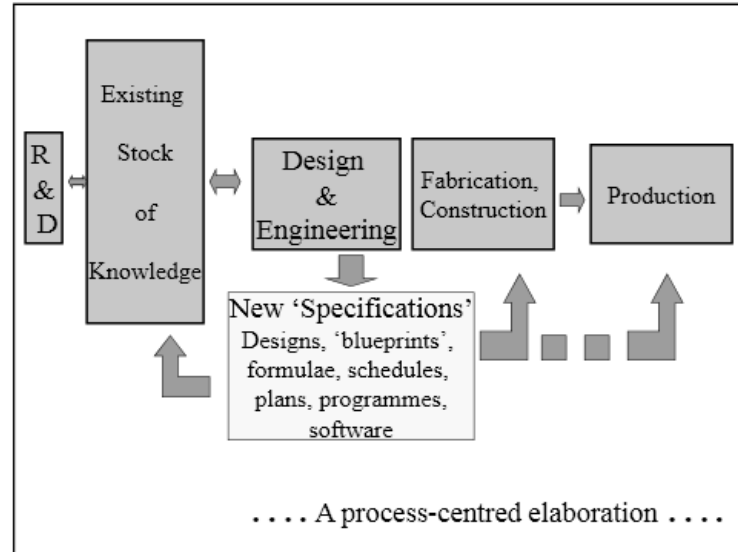 R
&
D
Existing
Stock
of
Knowledge
Design
&
Engineering
Fabrication,
Construction
Production
New ‘Specifications’
Designs, ‘blueprints’,
formulae, schedules,
plans, programmes,
software
. . . . A process-centred elaboration . . . .